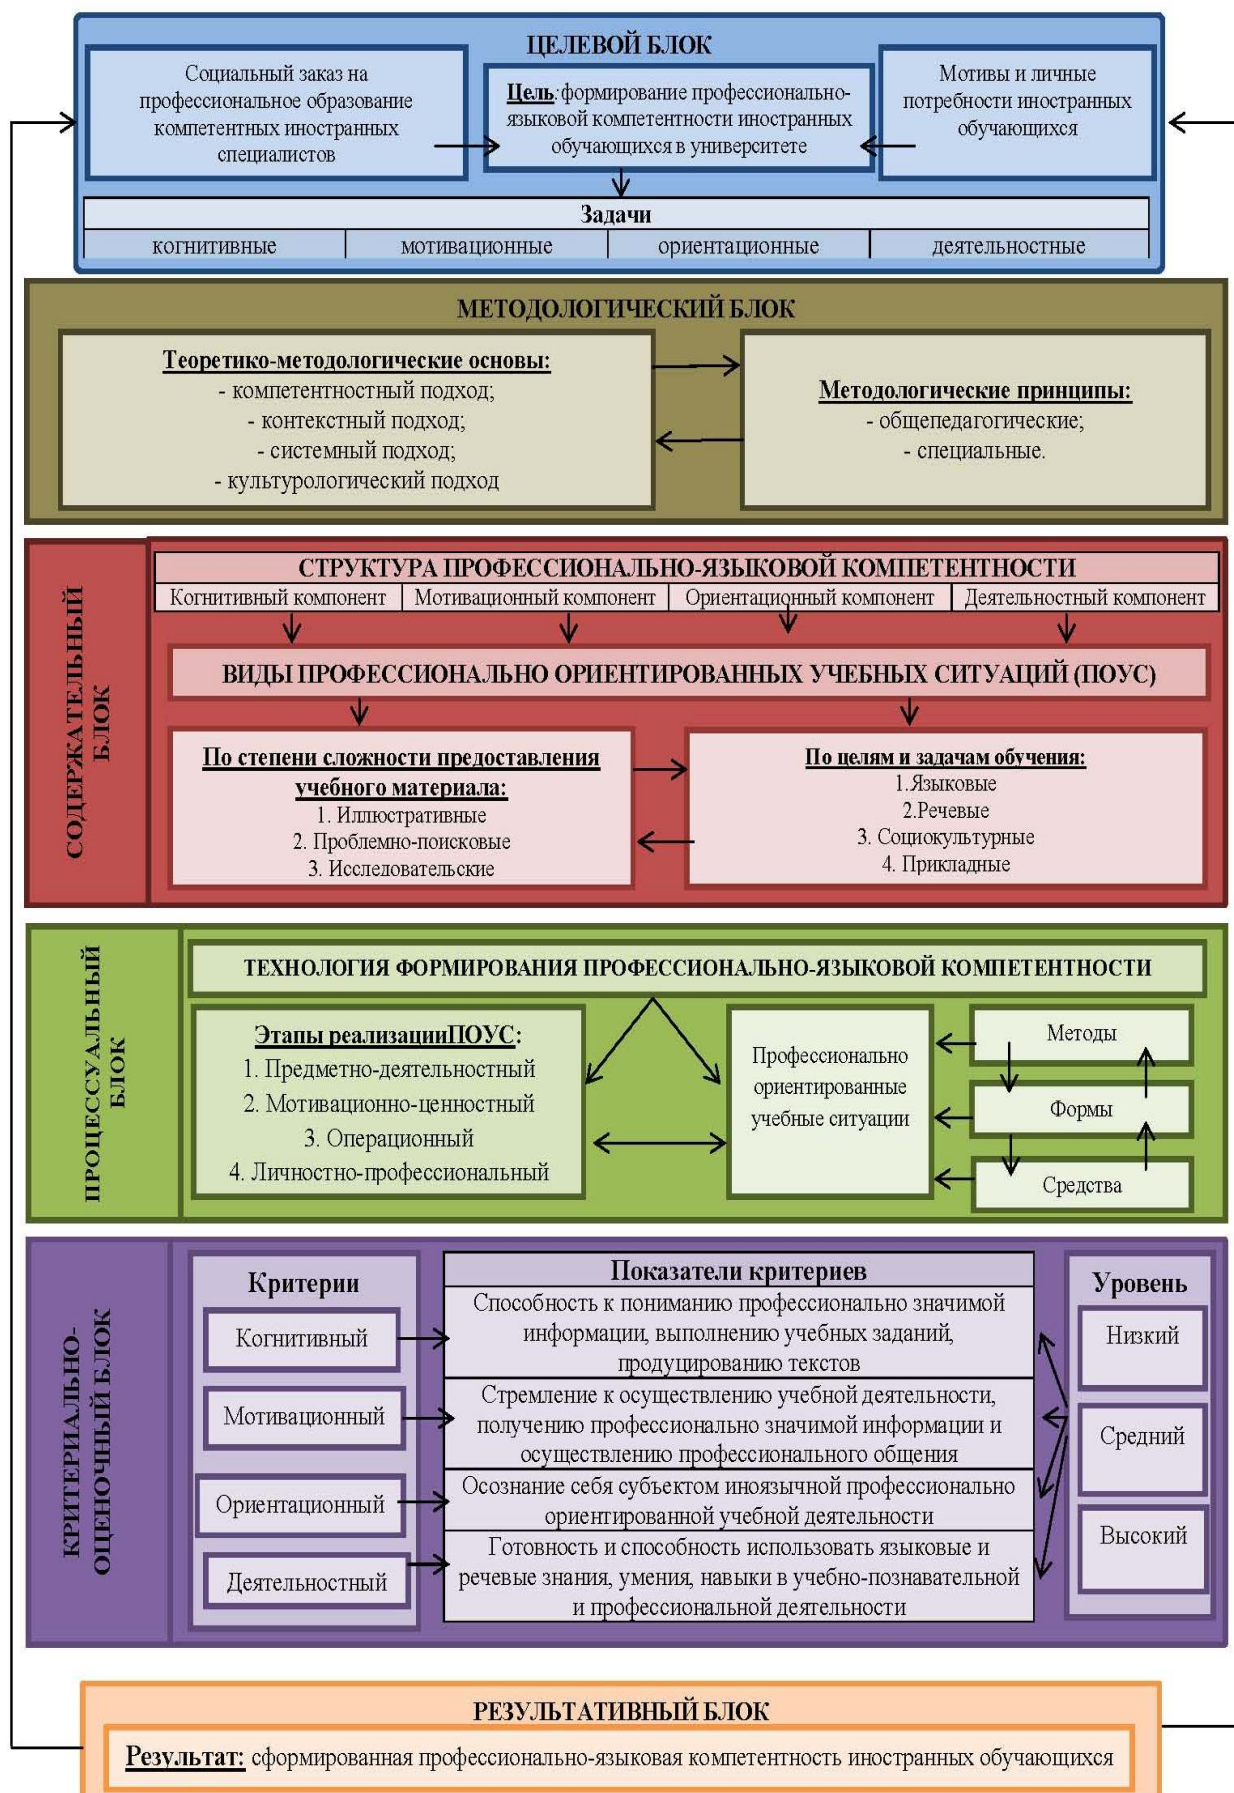 ЦЕЛЕВОЙ БЛОК
Социальный заказ на
профессиональное образование
компетентных иностранных
специалистов
Цель:формирование профессионально-
языковой компетентности иностранных
обучающихся в университете
Мотивы и личные
потребности иностранных
обучающихся
Задачи
когнитивные
мотивационные
ориентационные
деятельностные
МЕТОДОЛОГИЧЕСКИЙ БЛОК
Теоретико-методологические основы:
- компетентностный подход;
- контекстный подход;
- системный подход;
- культурологический подход
Методологические принципы:
- общепедагогические;
- специальные.
СОДЕРЖАТЕЛЬНЫЙ
БЛОК
СТРУКТУРА ПРОФЕССИОНАЛЬНО-ЯЗЫКОВОЙ КОМПЕТЕНТНОСТИ
Когнитивный компонент
Мотивационный компонент
Ориентационный компонент
Деятельностный компонент
ВИДЫ ПРОФЕССИОНАЛЬНО ОРИЕНТИРОВАННЫХ УЧЕБНЫХ СИТУАЦИЙ (ПОУС)
По степени сложности предоставления
учебного материала:
1. Иллюстративные
2. Проблемно-поисковые
3. Исследовательские
По целям и задачам обучения:
1.Языковые
2.Речевые
3. Социокультурные
4. Прикладные
ПРОЦЕССУАЛЬНЫЙ
БЛОК
ТЕХНОЛОГИЯ ФОРМИРОВАНИЯ ПРОФЕССИОНАЛЬНО-ЯЗЫКОВОЙ КОМПЕТЕНТНОСТИ
Этапы реализацииПОУС:
1. Предметно-деятельностный
2. Мотивационно-ценностный
3. Операционный
4. Личностно-профессиональный
Профессионально
ориентированные
учебные ситуации
Методы
Формы
Средства
КРИТЕРИАЛЬНО-
ОЦЕНОЧНЫЙ БЛОК
Критерии
Когнитивный
Мотивационный
Ориентационный
Деятельностный
Показатели критериев
Способность к пониманию профессионально значимой
информации, выполнению учебных заданий,
продуцированию текстов
Стремление к осуществлению учебной деятельности,
получению профессионально значимой информации и
осуществлению профессионального общения
Осознание себя субъектом иноязычной профессионально
ориентированной учебной деятельности
Готовность и способность использовать языковые и
речевые знания, умения, навыки в учебно-познавательной
и профессиональной деятельности
Уровень
Низкий
Средний
Высокий
РЕЗУЛЬТАТИВНЫЙ БЛОК
Результат: сформированная профессионально-языковая компетентность иностранных обучающихся